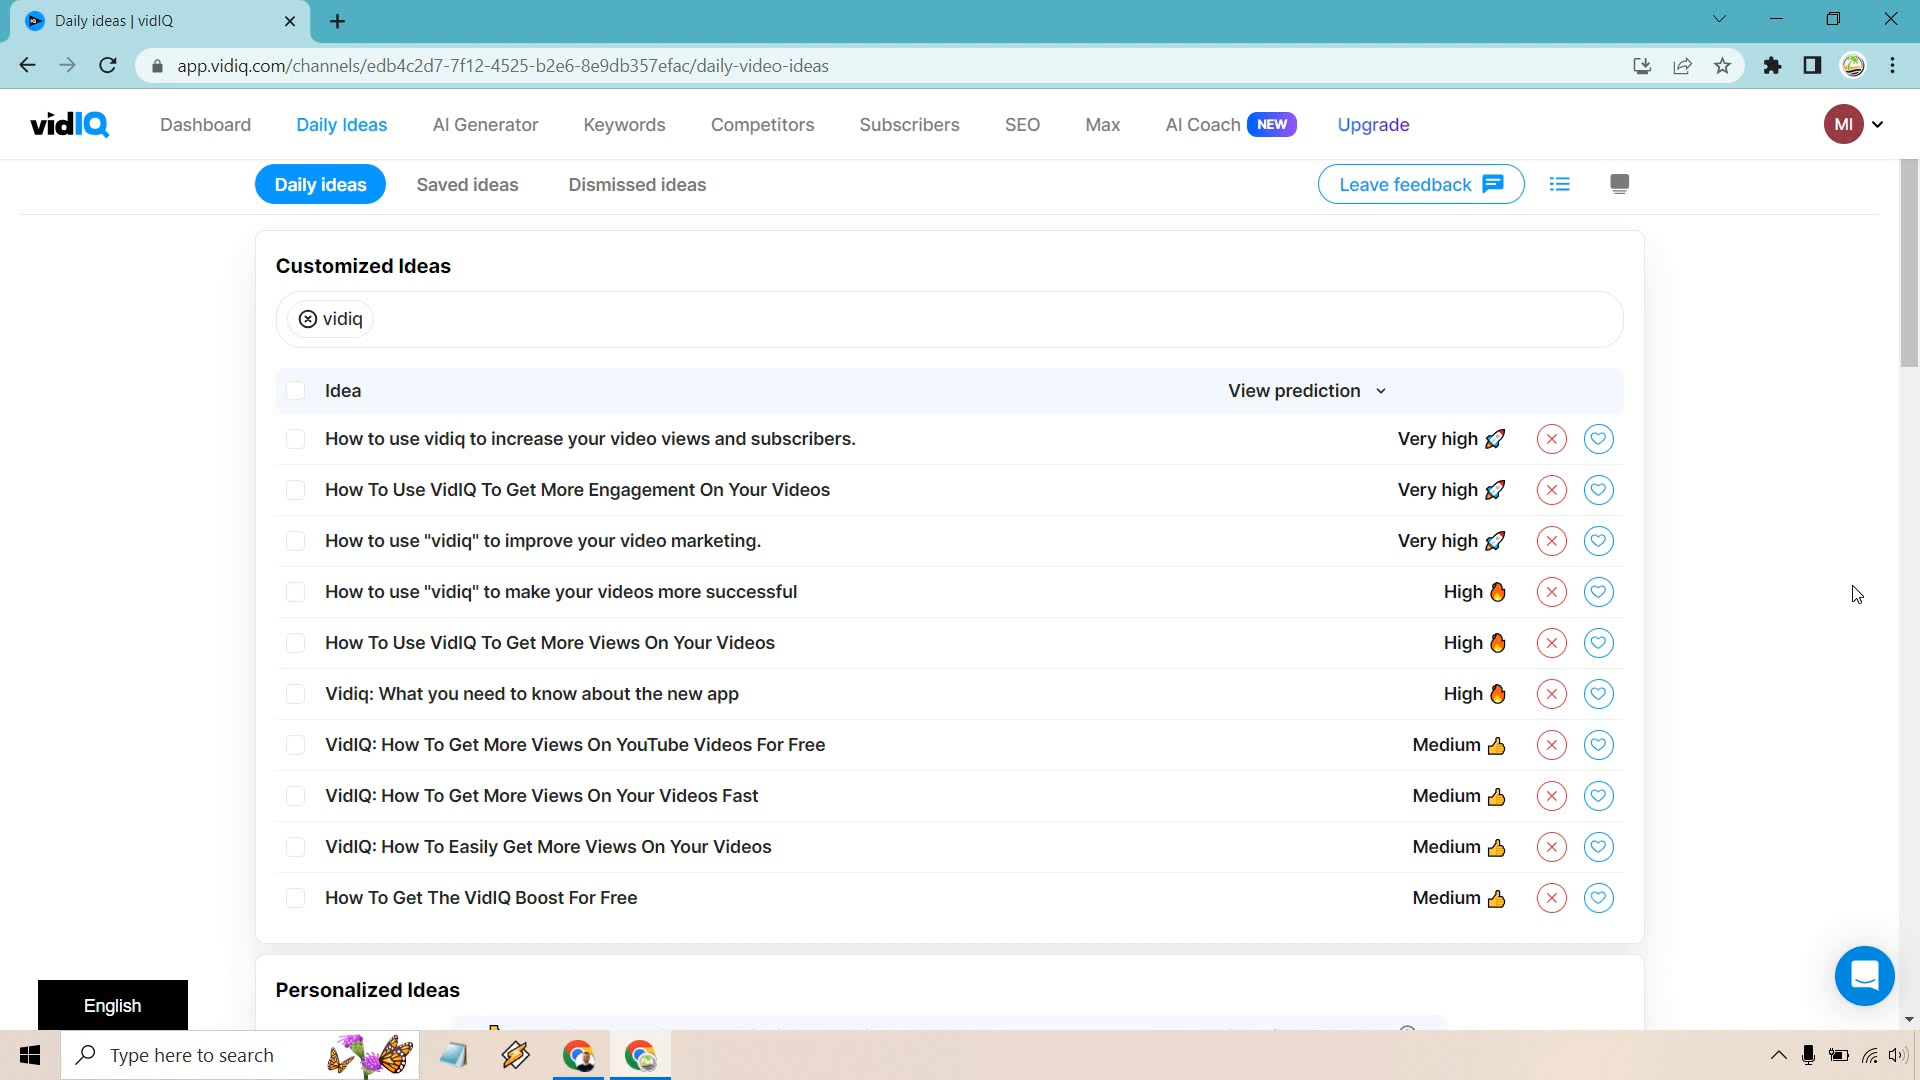 Daily ideas | vidIQ
app.vidiq.com/channels/edb4c2d7-7f12-4525-b2e6-8e9db357efac/daily-video-ideas
vidIQ Dashboard Daily Ideas AI Generator Keywords Competitors Subscribers SEO Max AI Coach NEW Upgrade MI
Daily ideas Saved ideas Dismissed ideas Leave feedback
Customized Ideas
vidiq
Idea View prediction
How to use vidiq to increase your video views and subscribers. Very high
How To Use VidIQ To Get More Engagement On Your Videos Very high
How to use "vidiq" to improve your video marketing. Very high
How to use "vidiq" to make your videos more successful High
How To Use VidIQ To Get More Views On Your Videos High
Vidiq: What you need to know about the new app High
VidIQ: How To Get More Views On YouTube Videos For Free Medium
VidIQ: How To Get More Views On Your Videos Fast Medium
VidIQ: How To Easily Get More Views On Your Videos Medium
How To Get The VidIQ Boost For Free Medium
Personalized Ideas
English
Type here to search